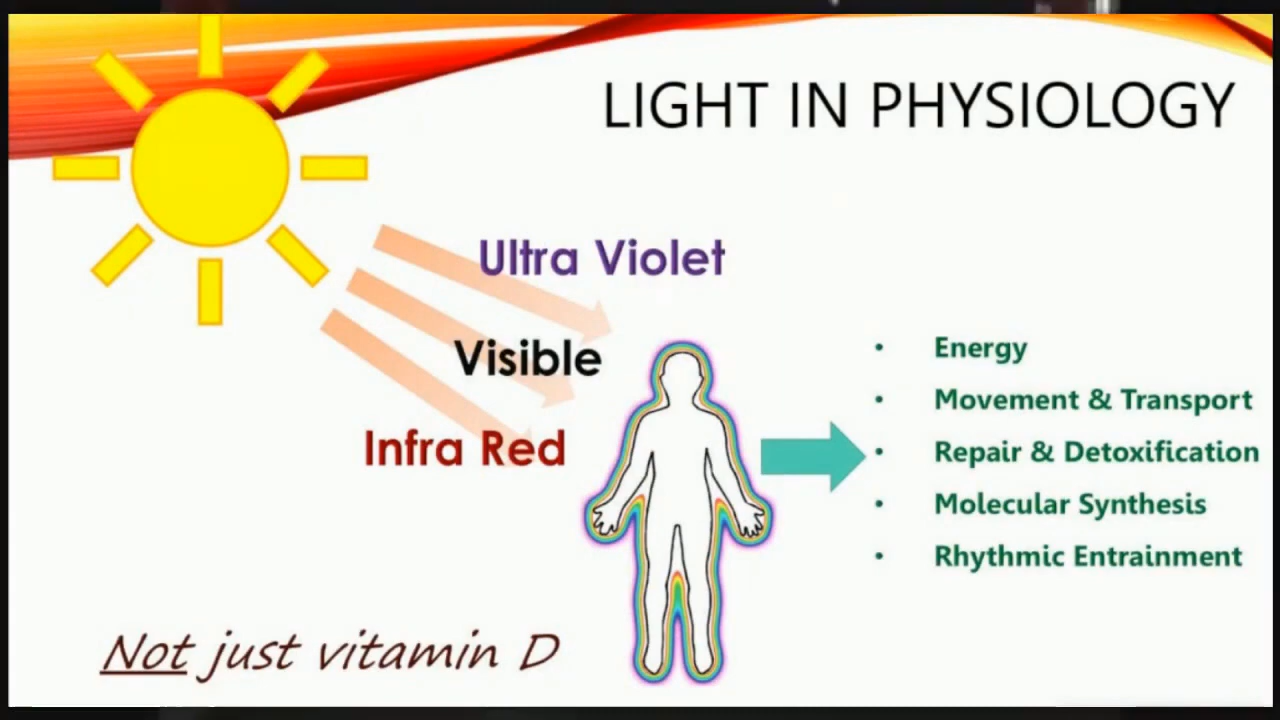 LIGHT IN PHYSIOLOGY
Ultra Violet
Visible
Infra Red
• Energy
• Movement & Transport
• Repair & Detoxification
• Molecular Synthesis
• Rhythmic Entrainment
Not just vitamin D